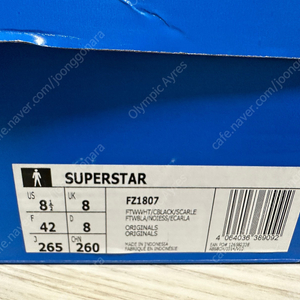 SUPERSTAR
US
8½
UK
8
FZ1807
FTWWHT/CBLACK/SCARLE
FTWBLA/NOIESS/ECARLA
F
42
D
8
ORIGINALS
ORIGINALS
J
265
CHN
260
MADE IN INDONESIA
FABRIQUÉ EN INDONÉSIE
4 064036 389092
cafe.naver.com/joonggonara
Olympic Ayres